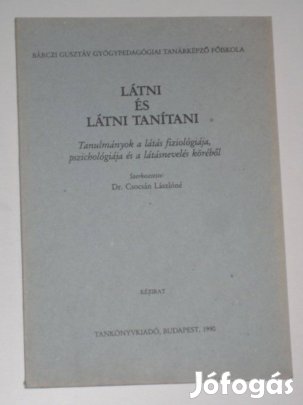 BÁRCZI GUSZTÁV GYÓGYPEDAGÓGIAI TANÁRKÉPZŐ FŐISKOLA
LÁTNI
ÉS
LÁTNI TANÍTANI
Tanulmányok a látás fiziológiája,
pszichológiája és a látásnevelés köréből
Szerkesztette
Dr. Csocsán Lászlóné
KÉZIRAT
TANKÖNYVKIADÓ, BUDAPEST, 1990
Jófogás